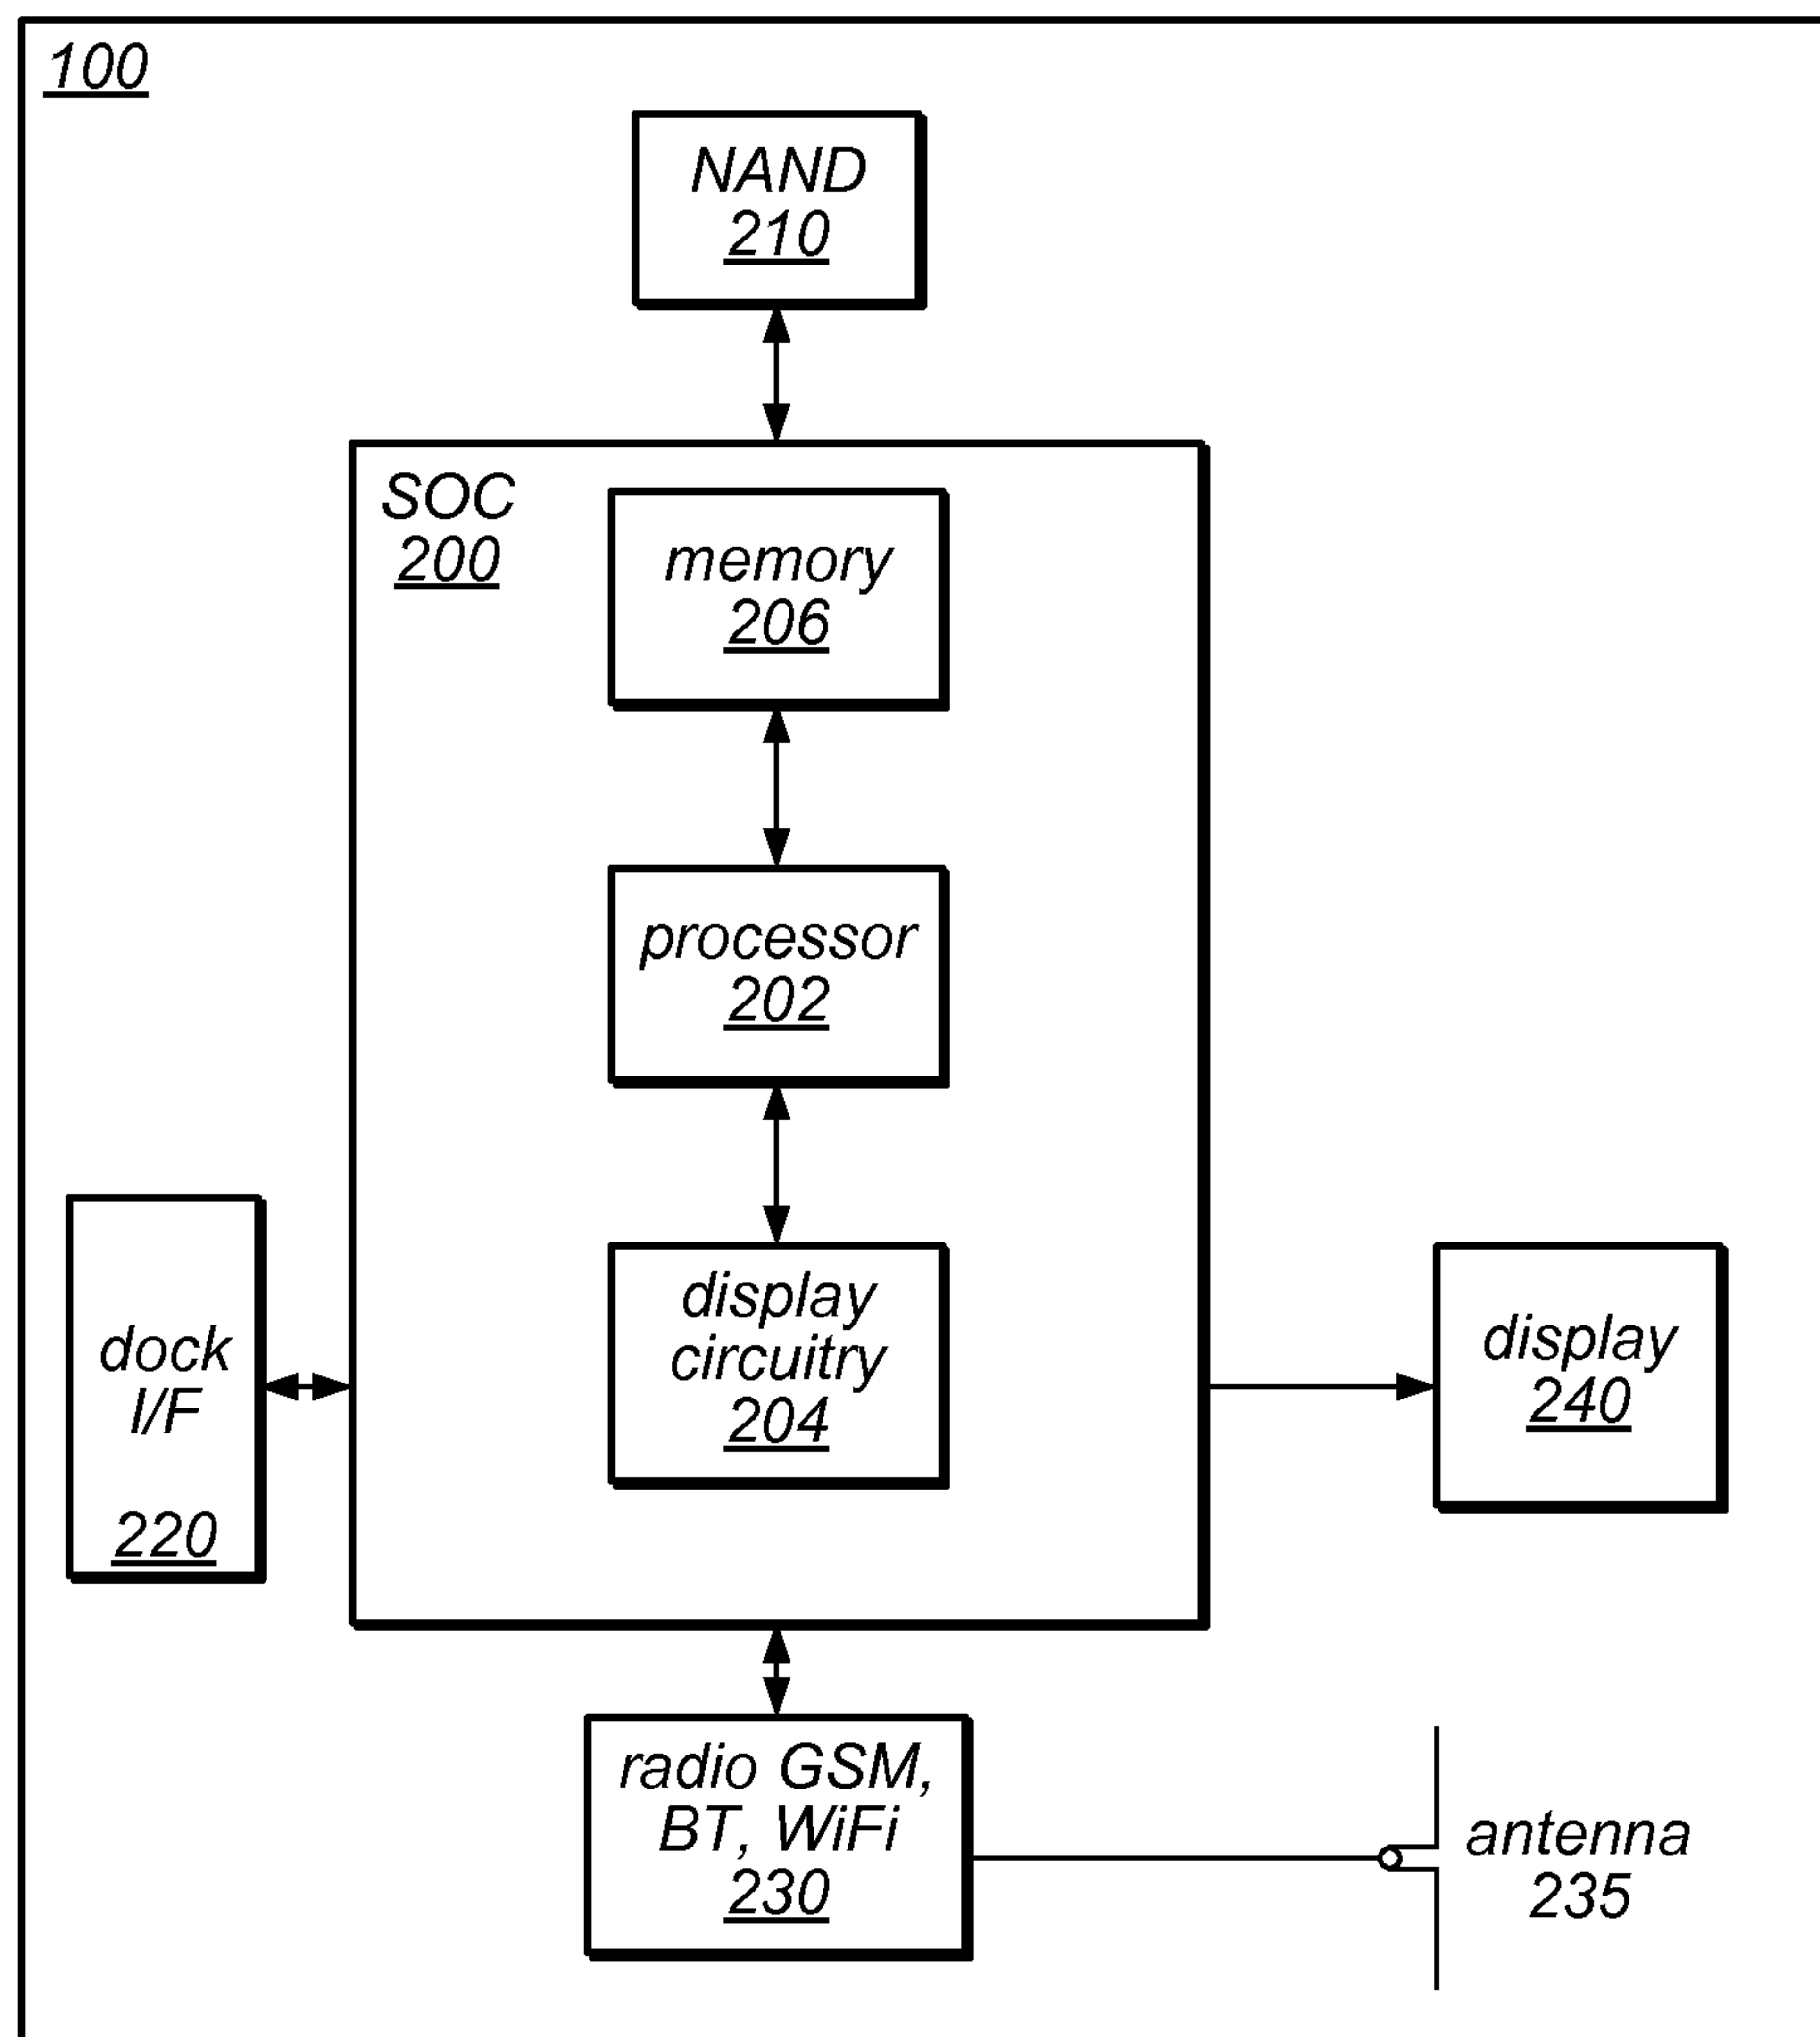 100
NAND
210
SOC
200
memory
206
processor
202
display
circuitry
204
dock
I/F
220
display
240
radio GSM,
BT, WiFi
230
antenna
235